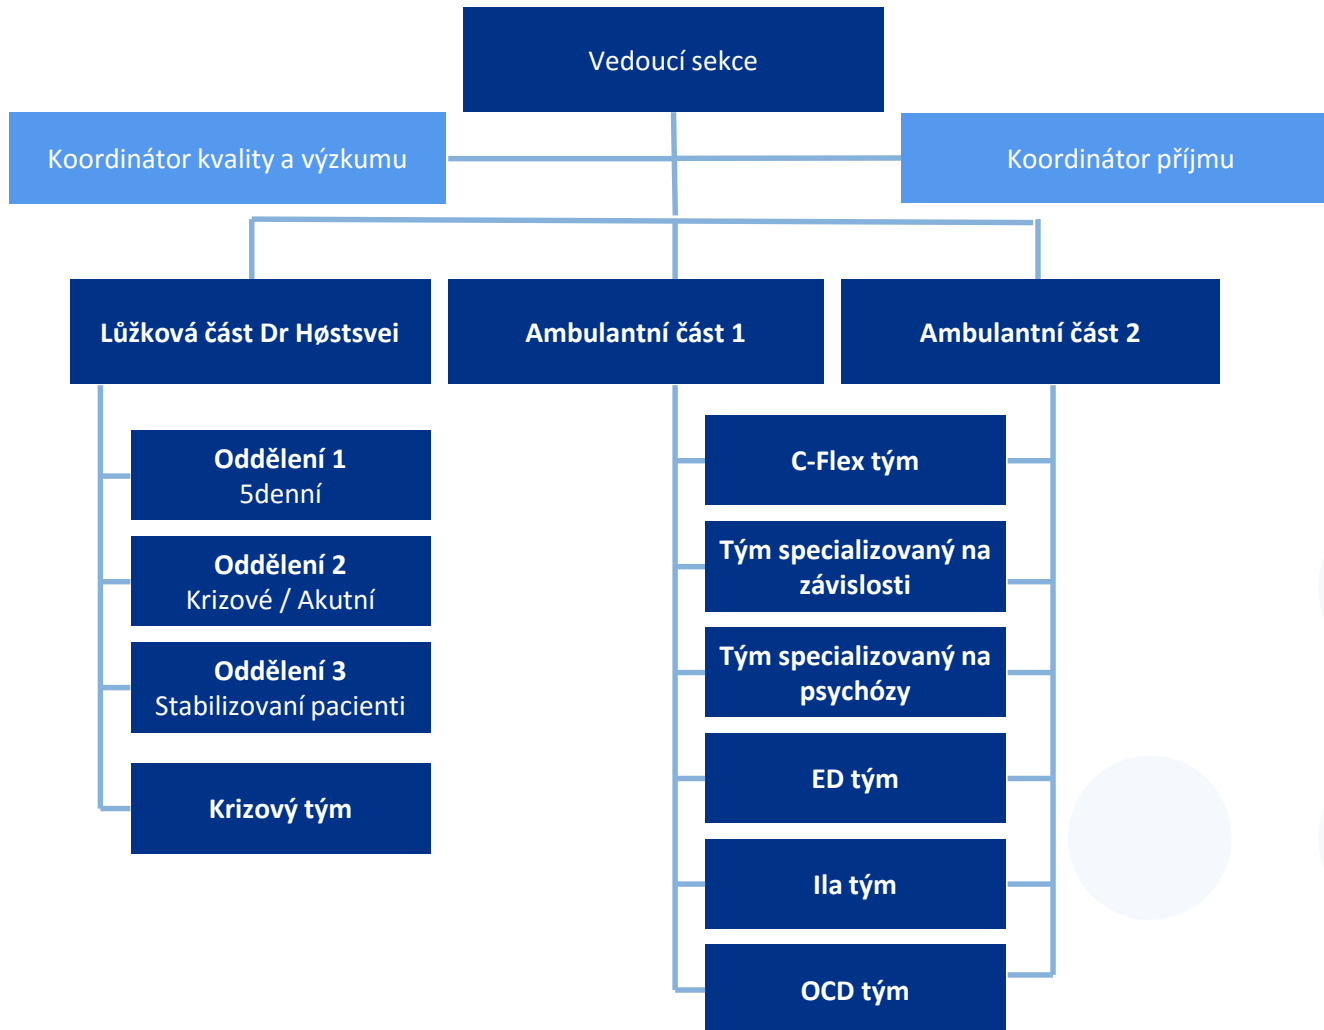 Vedoucí sekce
Koordinátor kvality a výzkumu
Koordinátor příjmu
Lůžková část Dr Høstsvei
Ambulantní část 1
Ambulantní část 2
Oddělení 1
5denní
Oddělení 2
Krizové / Akutní
Oddělení 3
Stabilizovaní pacienti
Krizový tým
C-Flex tým
Tým specializovaný na
závislosti
Tým specializovaný na
psychózy
ED tým
Ila tým
OCD tým